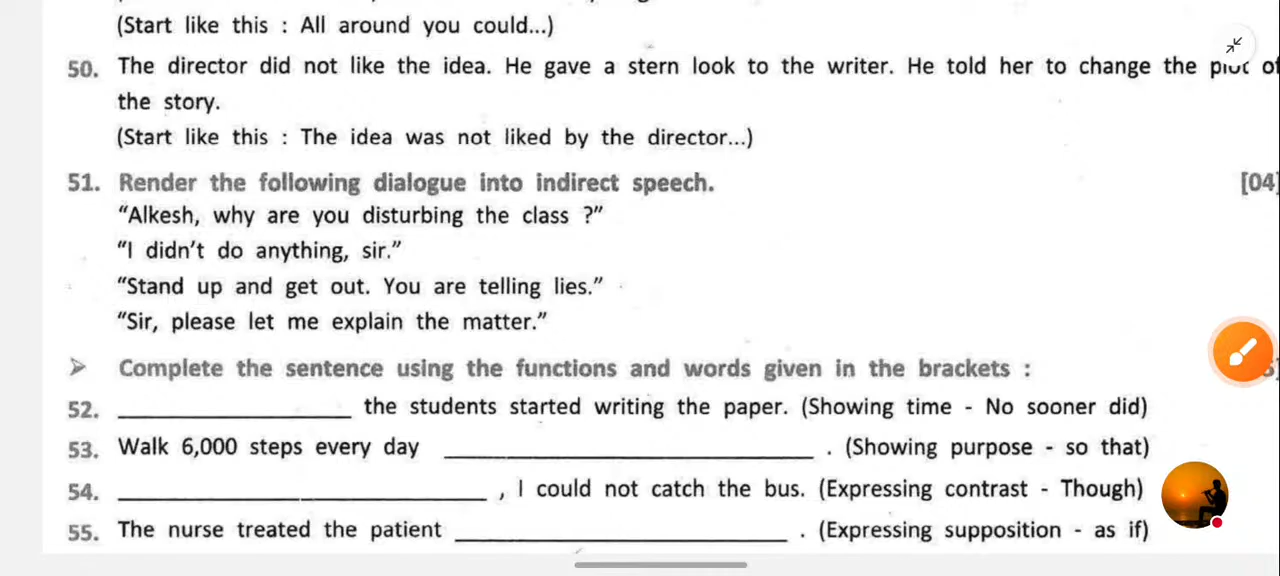 (Start like this : All around you could...)
50. The director did not like the idea. He gave a stern look to the writer. He told her to change the plot of
the story.
(Start like this : The idea was not liked by the director...)
51. Render the following dialogue into indirect speech. [04]
“Alkesh, why are you disturbing the class ?”
“I didn’t do anything, sir.”
“Stand up and get out. You are telling lies.”
“Sir, please let me explain the matter.”
➢ Complete the sentence using the functions and words given in the brackets :
52. ____________________ the students started writing the paper. (Showing time - No sooner did)
53. Walk 6,000 steps every day ____________________ . (Showing purpose - so that)
54. ____________________ , I could not catch the bus. (Expressing contrast - Though)
55. The nurse treated the patient ____________________ . (Expressing supposition - as if)